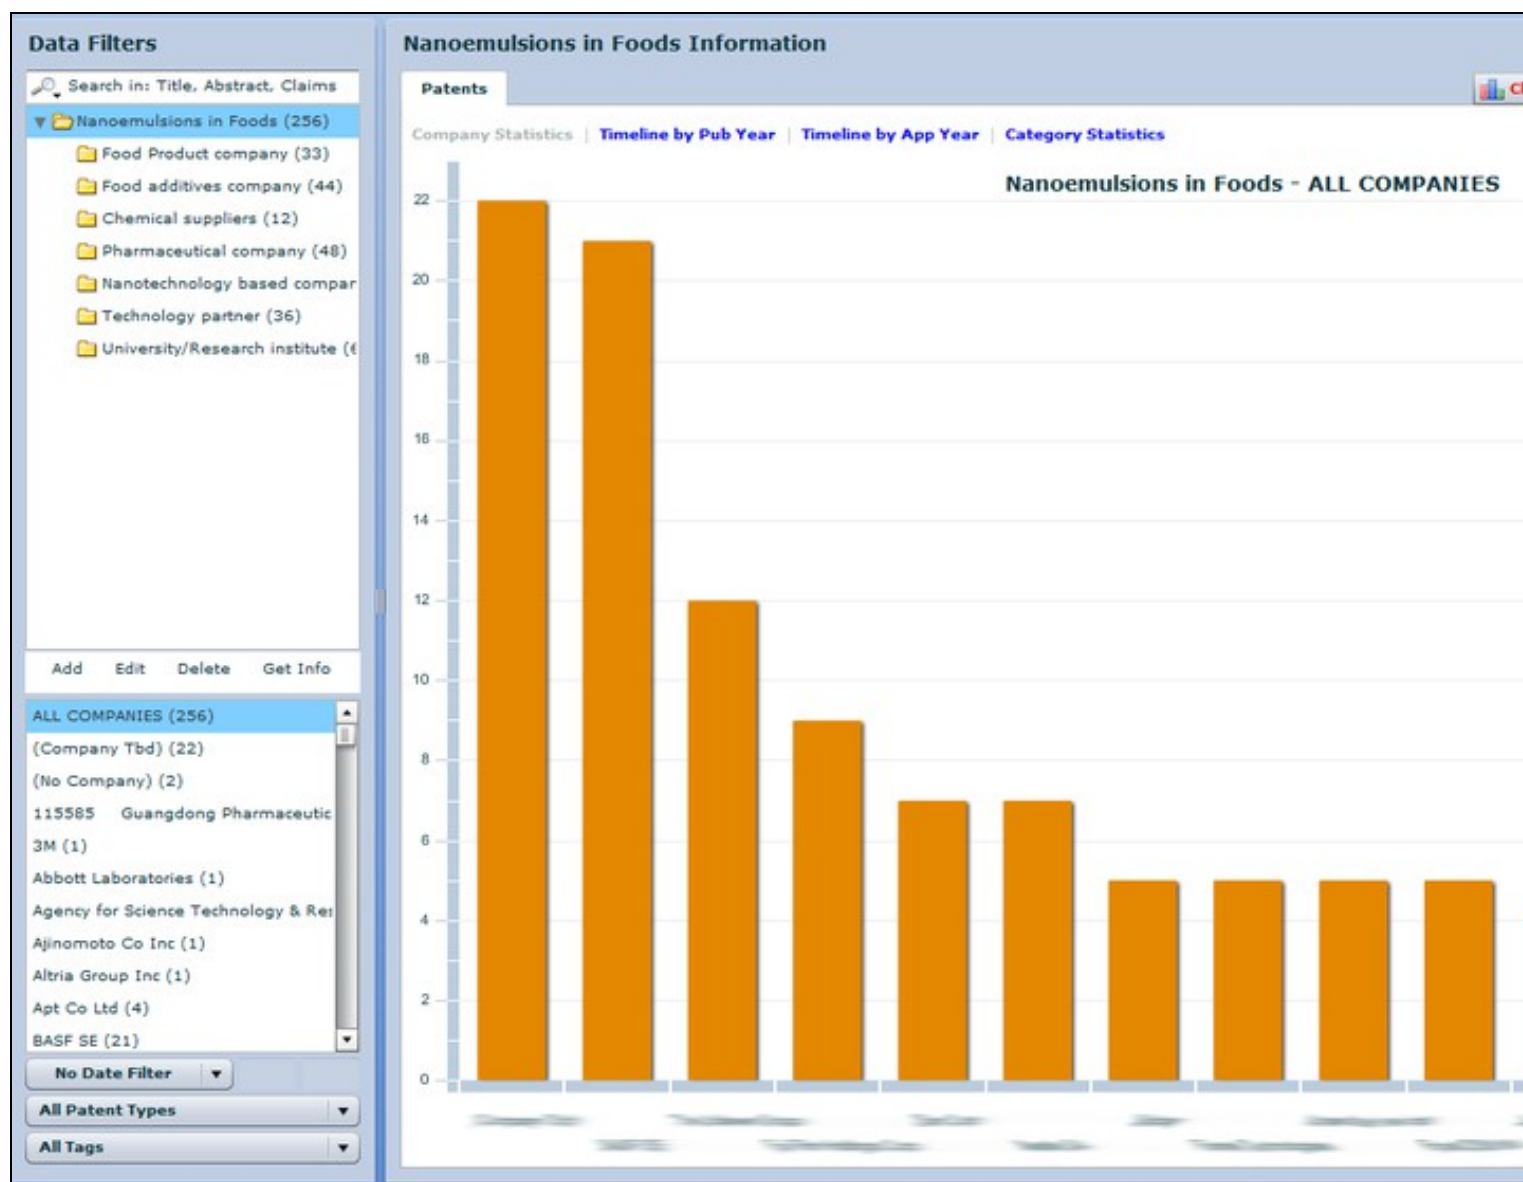 Data Filters
Search in: Title, Abstract, Claims
Nanoemulsions in Foods (256)
Food Product company (33)
Food additives company (44)
Chemical suppliers (12)
Pharmaceutical company (48)
Nanotechnology based compar
Technology partner (36)
University/Research institute (
Add Edit Delete Get Info
ALL COMPANIES (256)
(Company Tbd) (22)
(No Company) (2)
115585 Guangdong Pharmaceutic
3M (1)
Abbott Laboratories (1)
Agency for Science Technology & Res
Ajinomoto Co Inc (1)
Altria Group Inc (1)
Apt Co Ltd (4)
BASF SE (21)
No Date Filter
All Patent Types
All Tags
Nanoemulsions in Foods Information
Patents
Company Statistics | Timeline by Pub Year | Timeline by App Year | Category Statistics
Nanoemulsions in Foods - ALL COMPANIES
22
20
18
16
14
12
10
8
6
4
2
0